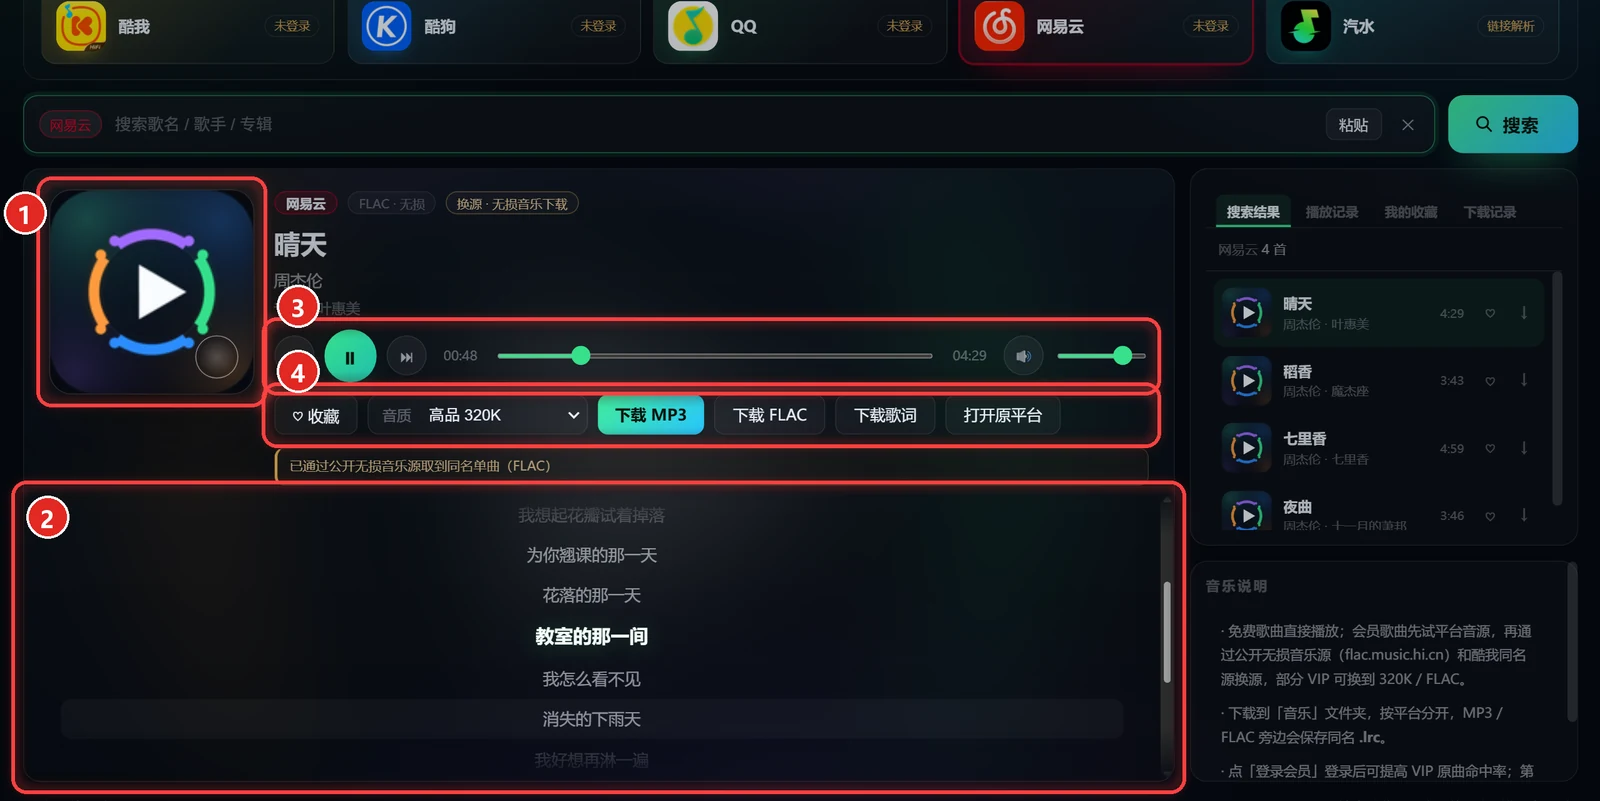 酷我
未登录
酷狗
未登录
QQ
未登录
网易云
未登录
汽水
链接解析
网易云 搜索歌名 / 歌手 / 专辑 粘贴 ×
搜索
1
网易云 FLAC · 无损 换源 · 无损音乐下载
晴天
周杰伦
3
叶惠美
00:48 04:29
4
收藏 音质 高品 320K 下载 MP3 下载 FLAC 下载歌词 打开原平台
已通过公开无损音乐源取到同名单曲（FLAC）
2
我想起花瓣试着掉落
为你翘课的那一天
花落的那一天
教室的那一间
我怎么看不见
消失的下雨天
我好想再淋一遍
搜索结果 播放记录 我的收藏 下载记录
网易云 4 首
晴天
周杰伦 · 叶惠美
4:29
稻香
周杰伦 · 魔杰座
3:43
七里香
周杰伦 · 七里香
4:59
夜曲
周杰伦 · 十一月的萧邦
3:46
音乐说明
· 免费歌曲直接播放；会员歌曲先试平台音源，再通
过公开无损音乐源（flac.music.hi.cn）和酷我同名
源换源，部分 VIP 可换到 320K / FLAC。
· 下载到「音乐」文件夹，按平台分开，MP3 /
FLAC 旁边会保存同名 .lrc。
· 点「登录会员」登录后可提高 VIP 原曲命中率；第